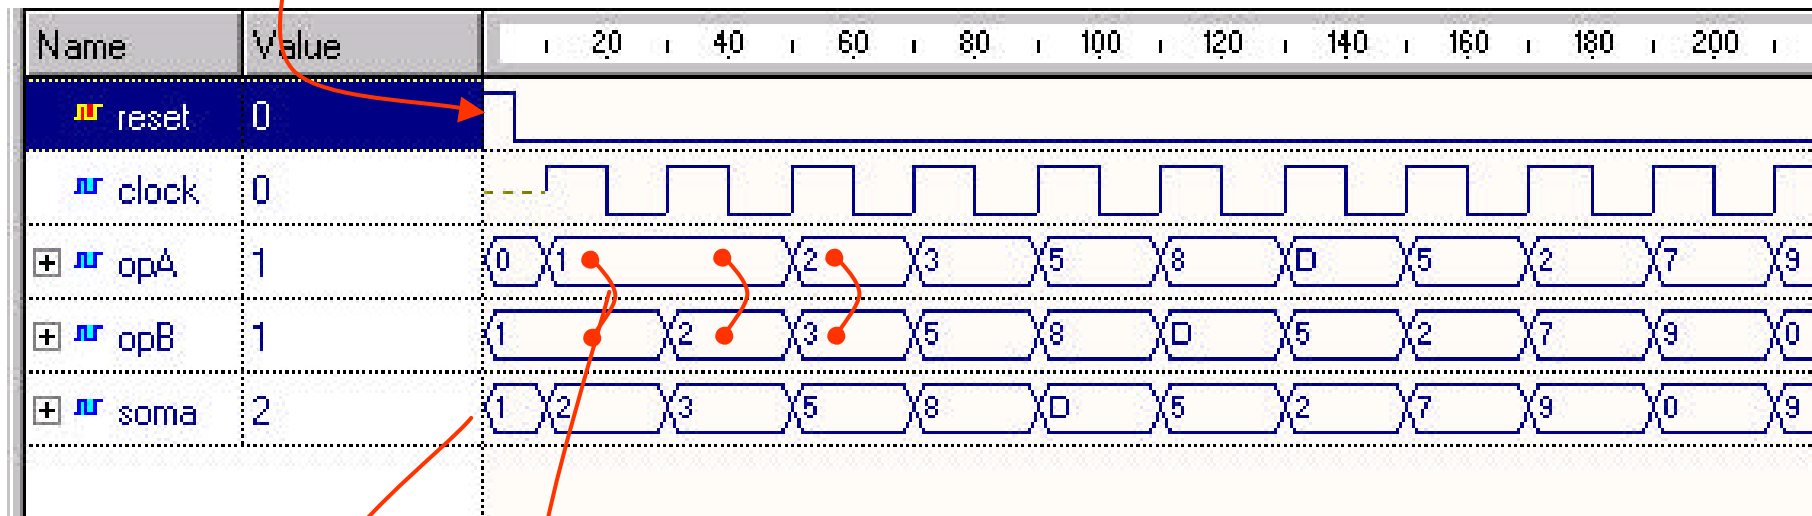 Name Value 20 40 60 80 100 120 140 160 180 200
reset 0
clock 0
opA 1 0 1 2 3 5 8 D 5 2 7 9
opB 1 1 2 3 5 8 D 5 2 7 9 0
soma 2 1 2 3 5 8 D 5 2 7 9 0 9